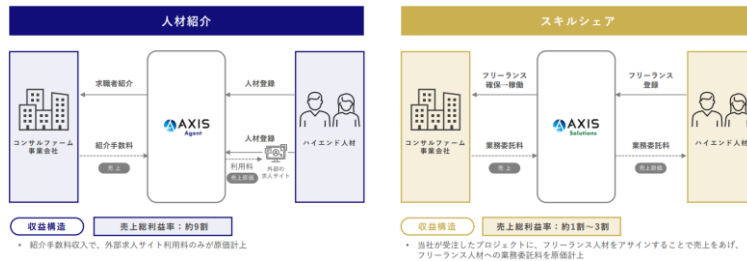 人材紹介
コンサルファーム
事業会社
求職者紹介
紹介手数料
売上
AXIS
Agent
人材登録
人材登録
利用料
売上原価
外部の
求人サイト
ハイエンド人材
収益構造
売上総利益率:約9割
• 紹介手数料収入で、外部求人サイト利用料のみが原価計上
スキルシェア
コンサルファーム
事業会社
フリーランス
確保→稼働
業務委託料
売上
AXIS
Solutions
フリーランス
登録
業務委託料
売上原価
ハイエンド人材
収益構造
売上総利益率:約1割~3割
• 当社が受注したプロジェクトに、フリーランス人材をアサインすることで売上をあげ、
フリーランス人材への業務委託料を原価計上